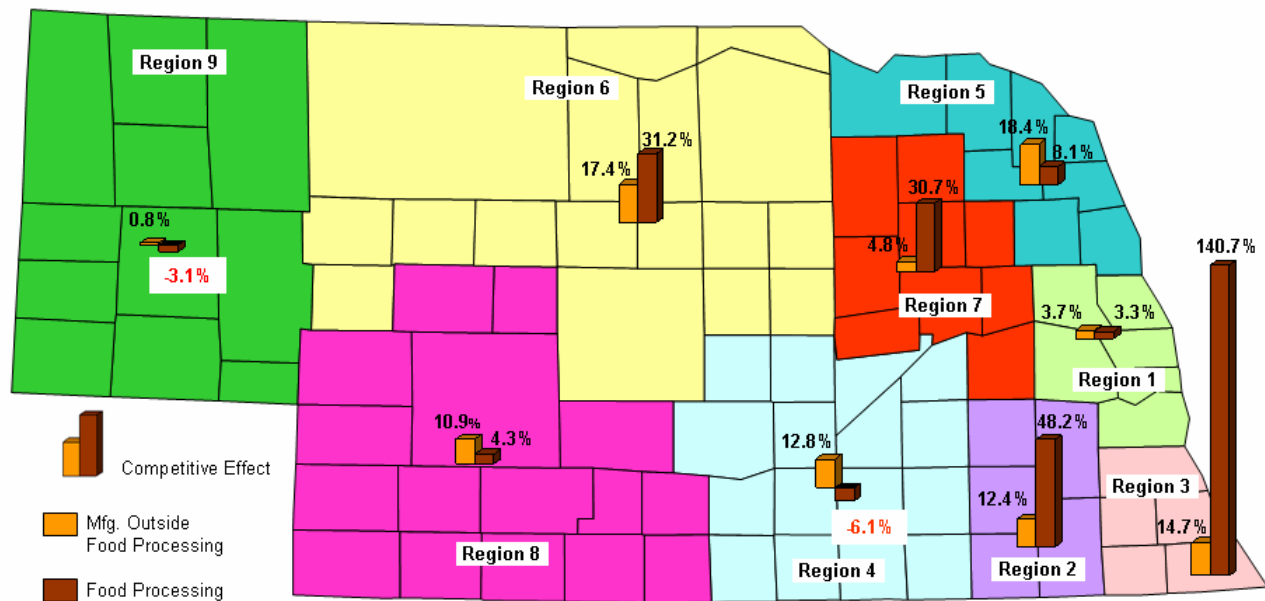 Region 9
Region 6
Region 5
18.4%
8.1%
31.2%
17.4%
30.7%
4.8%
0.8%
-3.1%
140.7%
Region 7
3.7%
3.3%
Region 1
10.9%
4.3%
12.8%
48.2%
Competitive Effect
Region 3
12.4%
-6.1%
14.7%
Mfg. Outside
Food Processing
Region 8
Region 4
Region 2
Food Processing